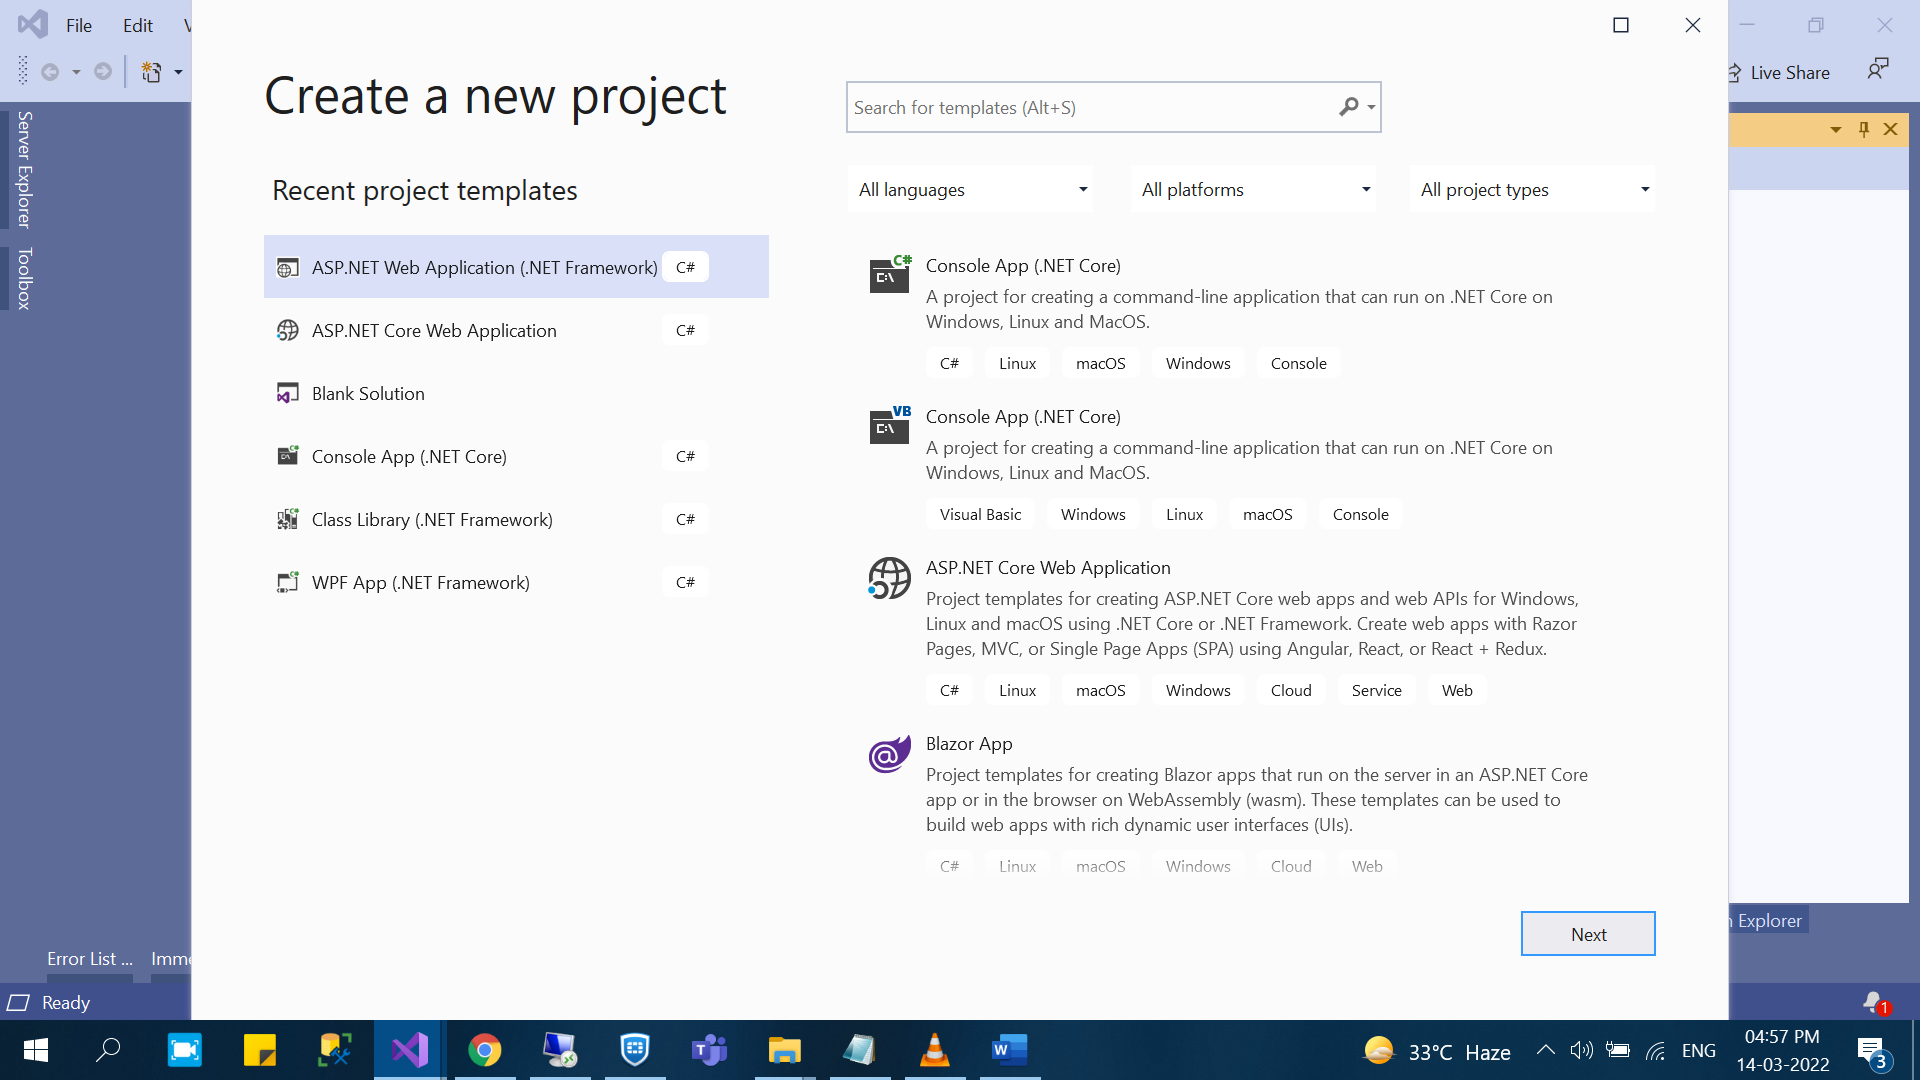 File Edit
Live Share
Server Explorer
Toolbox
Create a new project
Search for templates (Alt+S)
Recent project templates
All languages
All platforms
All project types
ASP.NET Web Application (.NET Framework) C#
ASP.NET Core Web Application C#
Blank Solution
Console App (.NET Core) C#
Class Library (.NET Framework) C#
WPF App (.NET Framework) C#
C#
Console App (.NET Core)
C:\
A project for creating a command-line application that can run on .NET Core on
Windows, Linux and MacOS.
C# Linux macOS Windows Console
VB
Console App (.NET Core)
C:\
A project for creating a command-line application that can run on .NET Core on
Windows, Linux and MacOS.
Visual Basic Windows Linux macOS Console
ASP.NET Core Web Application
Project templates for creating ASP.NET Core web apps and web APIs for Windows,
Linux and macOS using .NET Core or .NET Framework. Create web apps with Razor
Pages, MVC, or Single Page Apps (SPA) using Angular, React, or React + Redux.
C# Linux macOS Windows Cloud Service Web
Blazor App
Project templates for creating Blazor apps that run on the server in an ASP.NET Core
app or in the browser on WebAssembly (wasm). These templates can be used to
build web apps with rich dynamic user interfaces (UIs).
C# Linux macOS Windows Cloud Web
Next
Explorer
Error List ...
Ready
1
33°C Haze
ENG
04:57 PM
14-03-2022
3